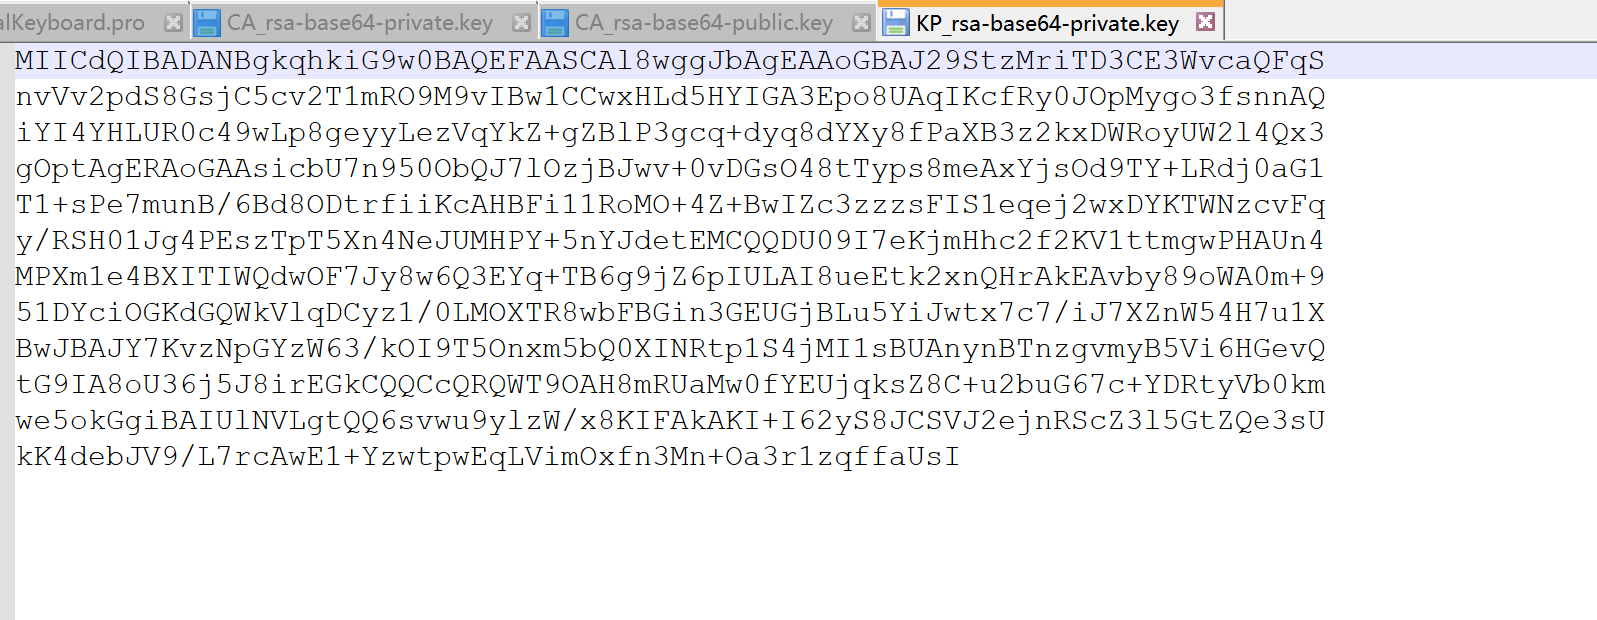 alKeyboard.pro CA_rsa-base64-private.key CA_rsa-base64-public.key KP_rsa-base64-private.key
MIICdQIBADANBgkqhkiG9w0BAQEFAASCAl8wggJbAgEAAoGBAJ29StzMriTD3CE3WvcaQFqS
nvVv2pdS8GsjC5cv2T1mRO9M9vIBw1CCwxHLd5HYIGA3Epo8UAqIKcfRy0JOpMygo3fsnnAQ
iYI4YHLUR0c49wLp8geyyLezVqYkZ+gZBlP3gcq+dyq8dYXy8fPaXB3z2kxDWRoyUW2l4Qx3
gOptAgERAoGAAsicbU7n950ObQJ7lOzjBJwv+0vDGsO48tTyps8meAxYjsOd9TY+LRdj0aG1
T1+sPe7munB/6Bd8ODtrfiiKcAHBFi11RoMO+4Z+BwIZc3zzzsFIS1eqej2wxDYKTWNzcvFq
y/RSH01Jg4PEszTpT5Xn4NeJUMHPY+5nYJdetEMCQQDU09I7eKjmHhc2f2KV1ttmgwPHAUn4
MPXm1e4BXITIWQdwOF7Jy8w6Q3EYq+TB6g9jZ6pIULAI8ueEtk2xnQHrAkEAvby89oWA0m+9
51DYciOGKdGQWkVlqDCyz1/0LMOXTR8wbFBGin3GEUGjBLu5YiJwtx7c7/iJ7XZnW54H7u1X
BwJBAJY7KvzNpGYzW63/kOI9T5Onxm5bQ0XINRtp1S4jMI1sBUAnynBTnzgvmyB5Vi6HGevQ
tG9IA8oU36j5J8irEGkCQQCcQRQWT9OAH8mRUaMw0fYEUjqksZ8C+u2buG67c+YDRtyVb0km
we5okGgiBAIUlNVLgtQQ6svwu9ylzW/x8KIFAkAKI+I62yS8JCSVJ2ejnRScZ3l5GtZQe3sU
kK4debJV9/L7rcAwE1+YzwtpwEqLVimOxfn3Mn+Oa3r1zqffaUsI